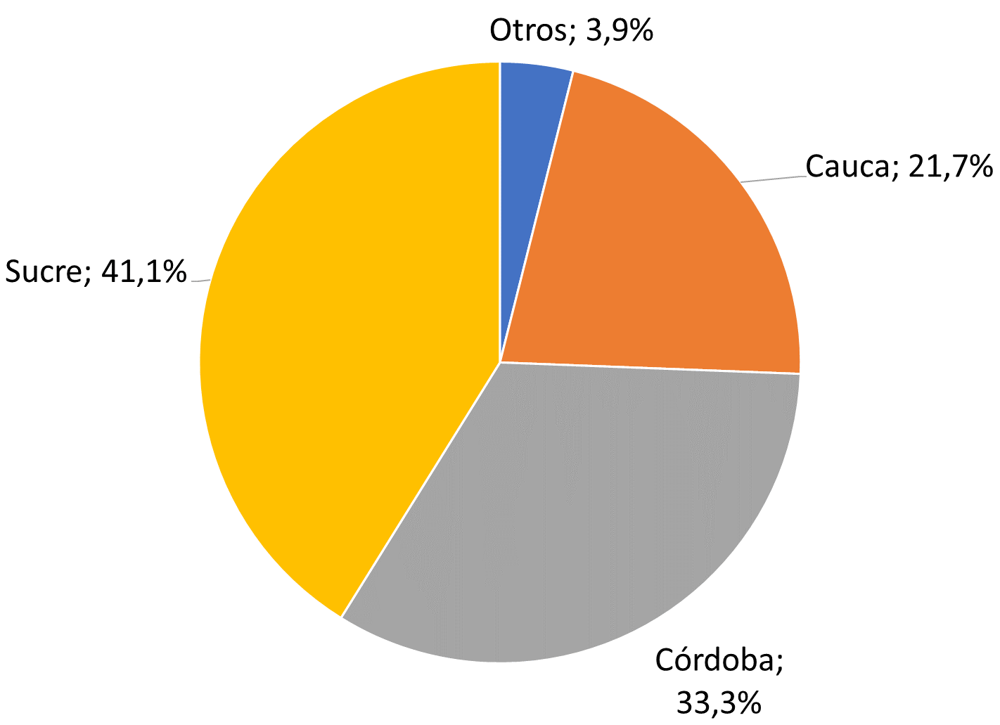 Otros; 3,9%
Cauca; 21,7%
Sucre; 41,1%
Córdoba;
33,3%